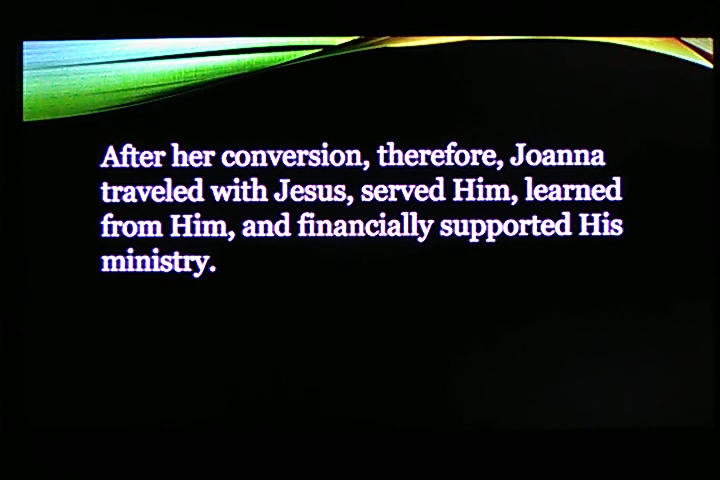 After her conversion, therefore, Joanna
traveled with Jesus, served Him, learned
from Him, and financially supported His
ministry.